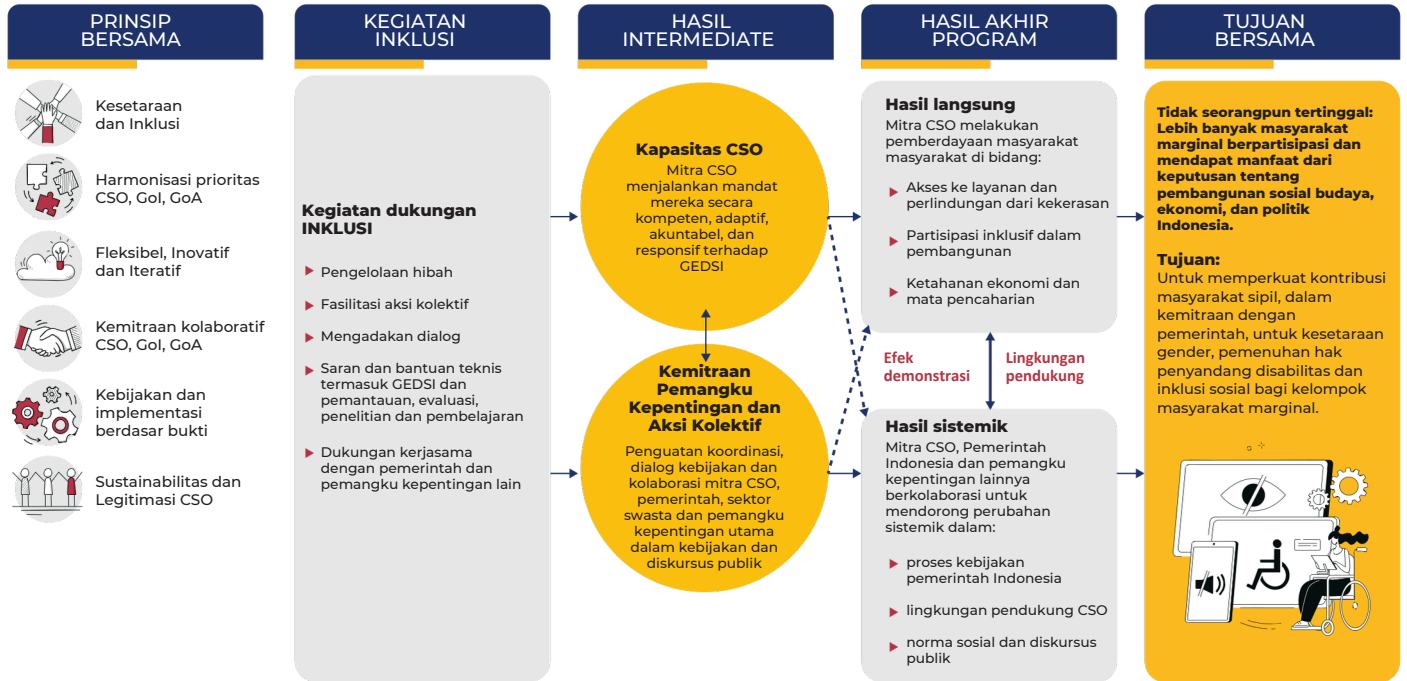 PRINSIP
BERSAMA
Kesetaraan
dan Inklusi
Harmonisasi prioritas
CSO, GoI, GoA
Fleksibel, Inovatif
dan Iteratif
Kemitraan kolaboratif
CSO, GoI, GoA
Kebijakan dan
implementasi
berdasar bukti
Sustainabilitas dan
Legitimasi CSO
KEGIATAN
INKLUSI
Kegiatan dukungan
INKLUSI
Pengelolaan hibah
Fasilitasi aksi kolektif
Mengadakan dialog
Saran dan bantuan teknis
termasuk GEDSI dan
pemantauan, evaluasi,
penelitian dan pembelajaran
Dukungan kerjasama
dengan pemerintah dan
pemangku kepentingan lain
HASIL
INTERMEDIATE
Kapasitas CSO
Mitra CSO
menjalankan mandat
mereka secara
kompeten, adaptif,
akuntabel, dan
responsif terhadap
GEDSI
Kemitraan
Pemangku
Kepentingan dan
Aksi Kolektif
Penguatan koordinasi,
dialog kebijakan dan
kolaborasi mitra CSO,
pemerintah, sektor
swasta dan pemangku
kepentingan utama
dalam kebijakan dan
diskursus publik
HASIL AKHIR
PROGRAM
Hasil langsung
Mitra CSO melakukan
pemberdayaan masyarakat
masyarakat di bidang:
Akses ke layanan dan
perlindungan dari kekerasan
Partisipasi inklusif dalam
pembangunan
Ketahanan ekonomi dan
mata pencaharian
Efek
demonstrasi
Lingkungan
pendukung
Hasil sistemik
Mitra CSO, Pemerintah
Indonesia dan pemangku
kepentingan lainnya
berkolaborasi untuk
mendorong perubahan
sistemik dalam:
proses kebijakan
pemerintah Indonesia
lingkungan pendukung CSO
norma sosial dan diskursus
publik
TUJUAN
BERSAMA
Tidak seorangpun tertinggal:
Lebih banyak masyarakat
marginal berpartisipasi dan
mendapat manfaat dari
keputusan tentang
pembangunan sosial budaya,
ekonomi, dan politik
Indonesia.
Tujuan:
Untuk memperkuat kontribusi
masyarakat sipil, dalam
kemitraan dengan
pemerintah, untuk kesetaraan
gender, pemenuhan hak
penyandang disabilitas dan
inklusi sosial bagi kelompok
masyarakat marginal.